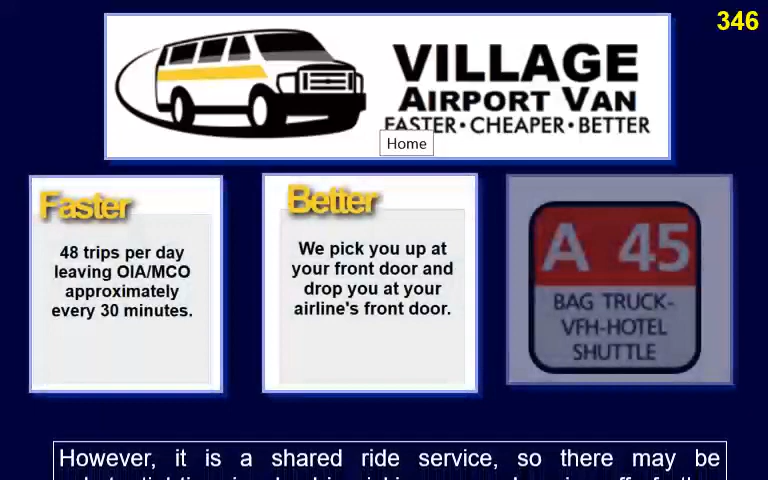 346
VILLAGE
AIRPORT VAN
FASTER•CHEAPER•BETTER
Home
Faster
48 trips per day
leaving OIA/MCO
approximately
every 30 minutes.
Better
We pick you up at
your front door and
drop you at your
airline's front door.
A 45
BAG TRUCK-
VFH-HOTEL
SHUTTLE
However, it is a shared ride service, so there may be